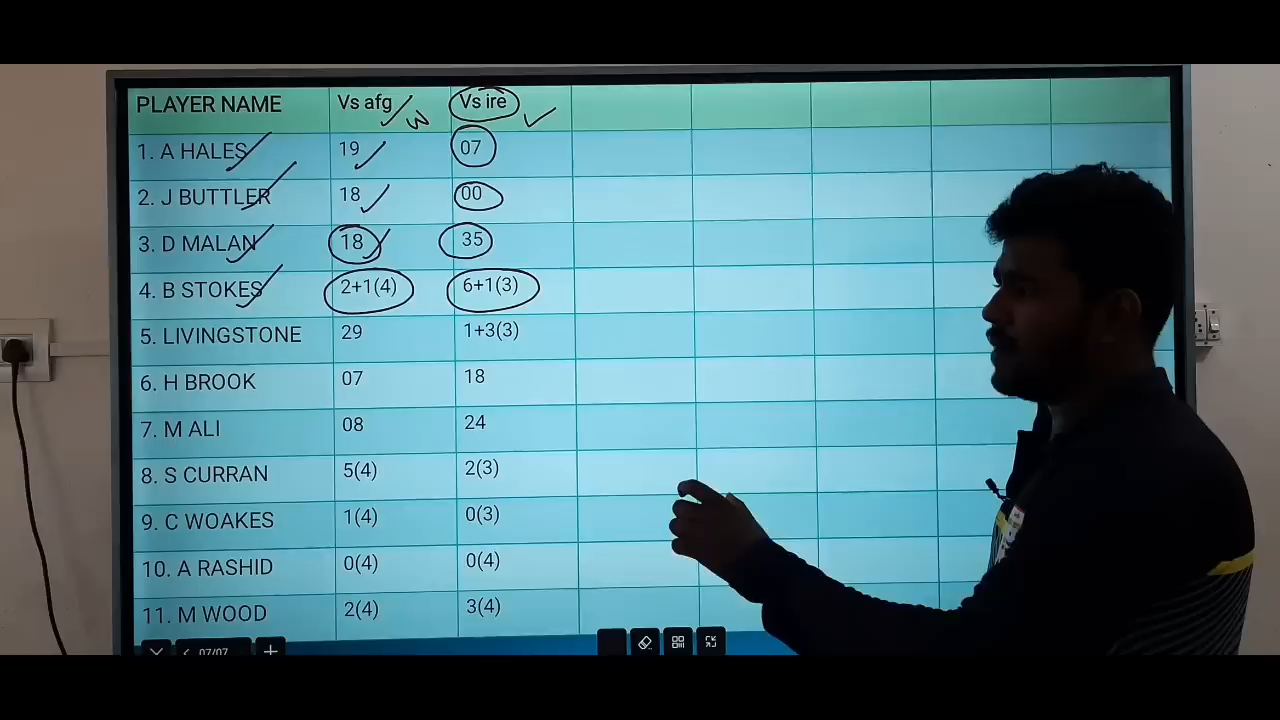 PLAYER NAME Vs afg 3 Vs ire
1. A HALES 19 07
2. J BUTTLER 18 00
3. D MALAN 18 35
4. B STOKES 2+1(4) 6+1(3)
5. LIVINGSTONE 29 1+3(3)
6. H BROOK 07 18
7. M ALI 08 24
8. S CURRAN 5(4) 2(3)
9. C WOAKES 1(4) 0(3)
10. A RASHID 0(4) 0(4)
11. M WOOD 2(4) 3(4)
07/07